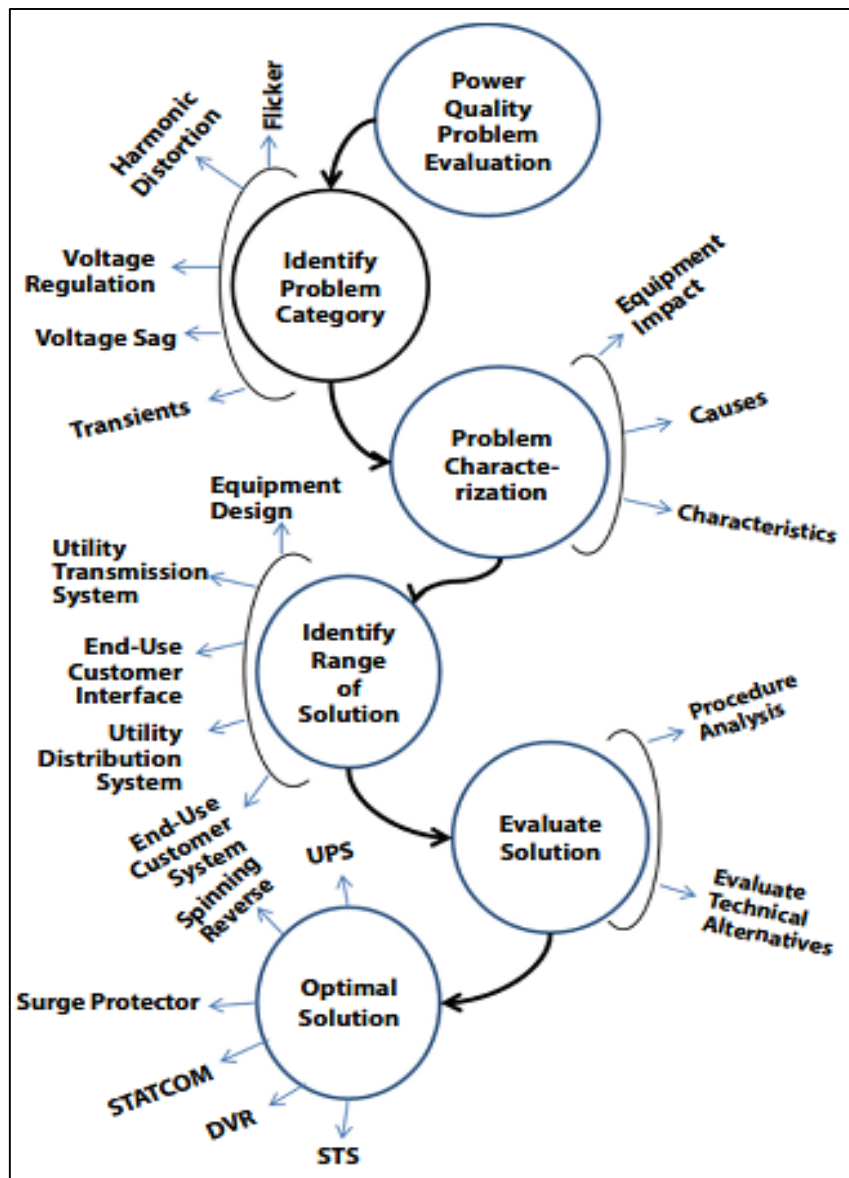 Power
Quality
Problem
Evaluation
Flicker
Harmonic
Distortion
Voltage
Regulation
Voltage Sag
Transients
Identify
Problem
Category
Equipment
Impact
Causes
Characteristics
Problem
Characte-
rization
Equipment
Design
Utility
Transmission
System
End-Use
Customer
Interface
Utility
Distribution
System
End-Use
Customer
System
Identify
Range
of
Solution
Procedure
Analysis
Evaluate
Technical
Alternatives
Evaluate
Solution
UPS
Spinning
Reverse
Surge Protector
STATCOM
DVR
STS
Optimal
Solution